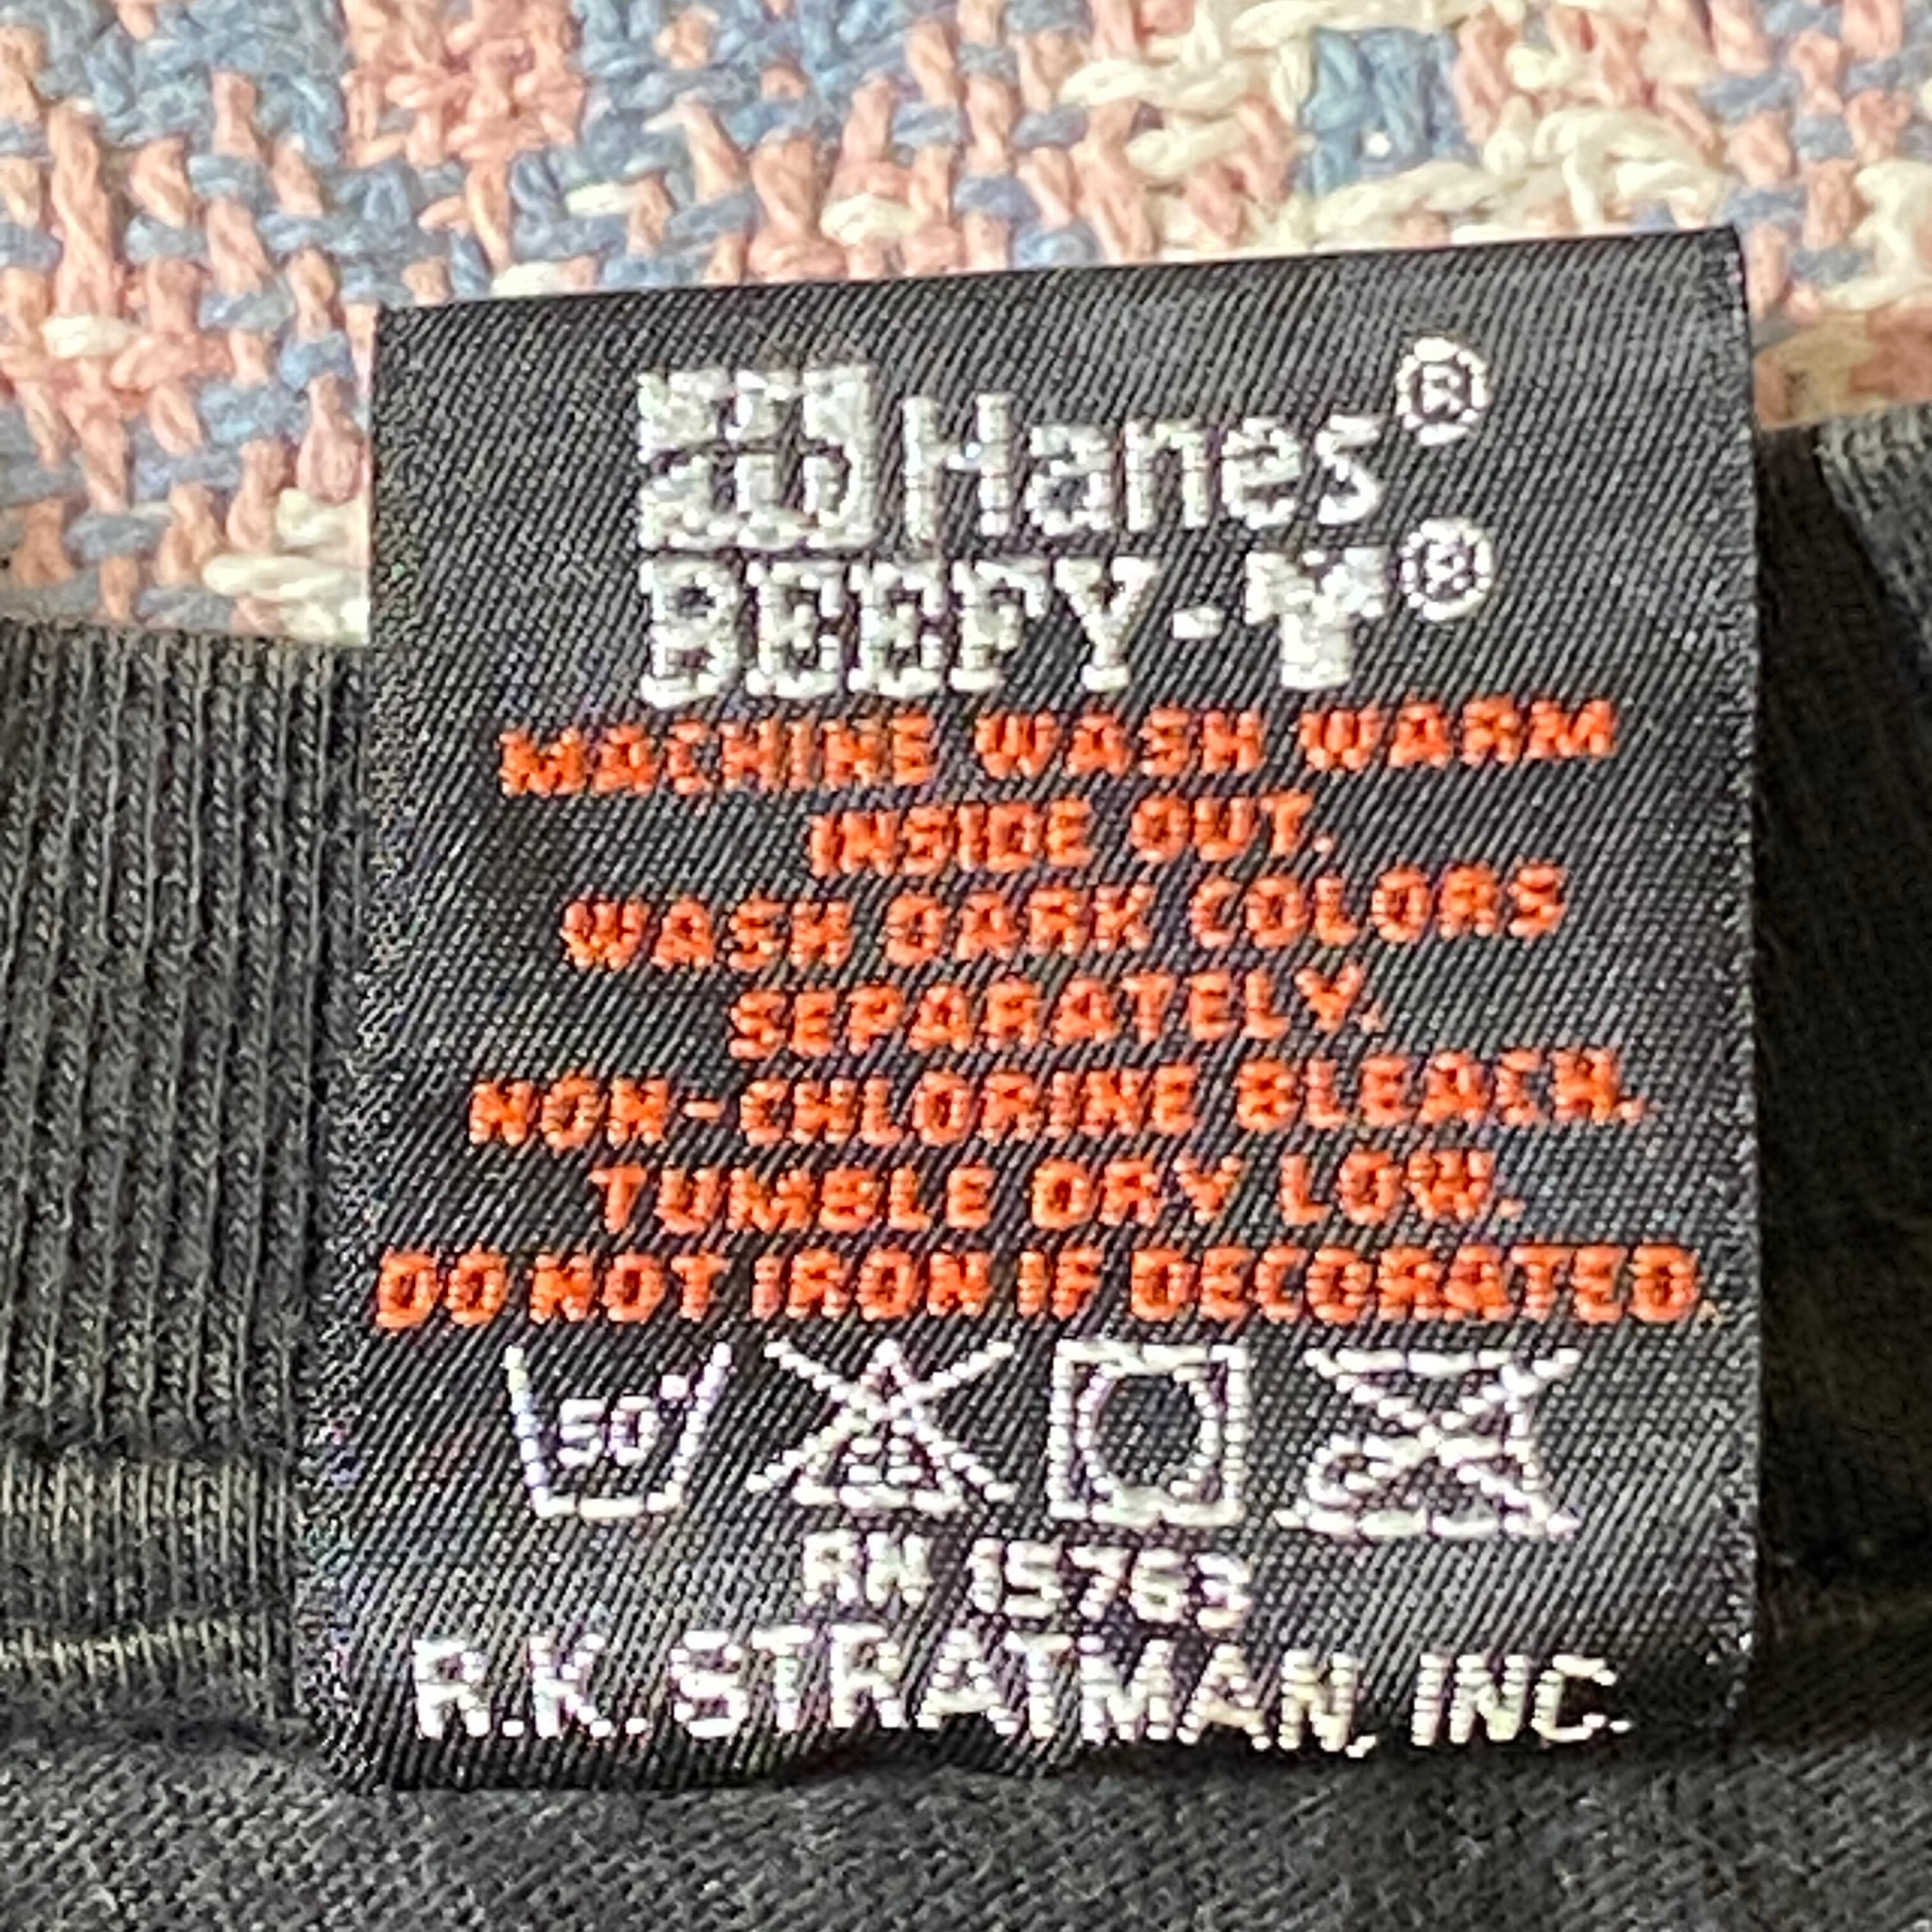 Hanes®
BEEFY-T®
MACHINE WASH WARM
INSIDE OUT.
WASH DARK COLORS
SEPARATELY.
NON-CHLORINE BLEACH.
TUMBLE DRY LOW.
DO NOT IRON IF DECORATED.
50°
RN 15763
R.K. STRATMAN, INC.